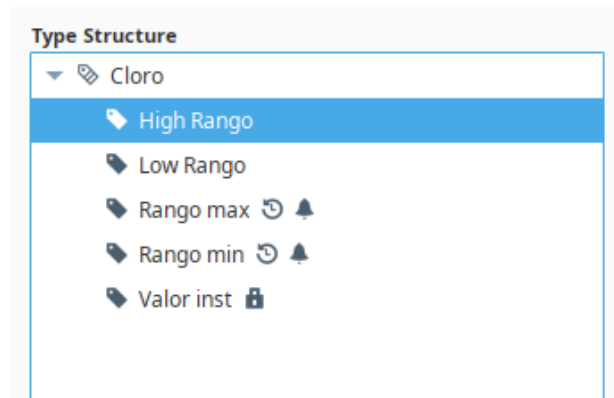 Type Structure
Cloro
High Rango
Low Rango
Rango max
Rango min
Valor inst